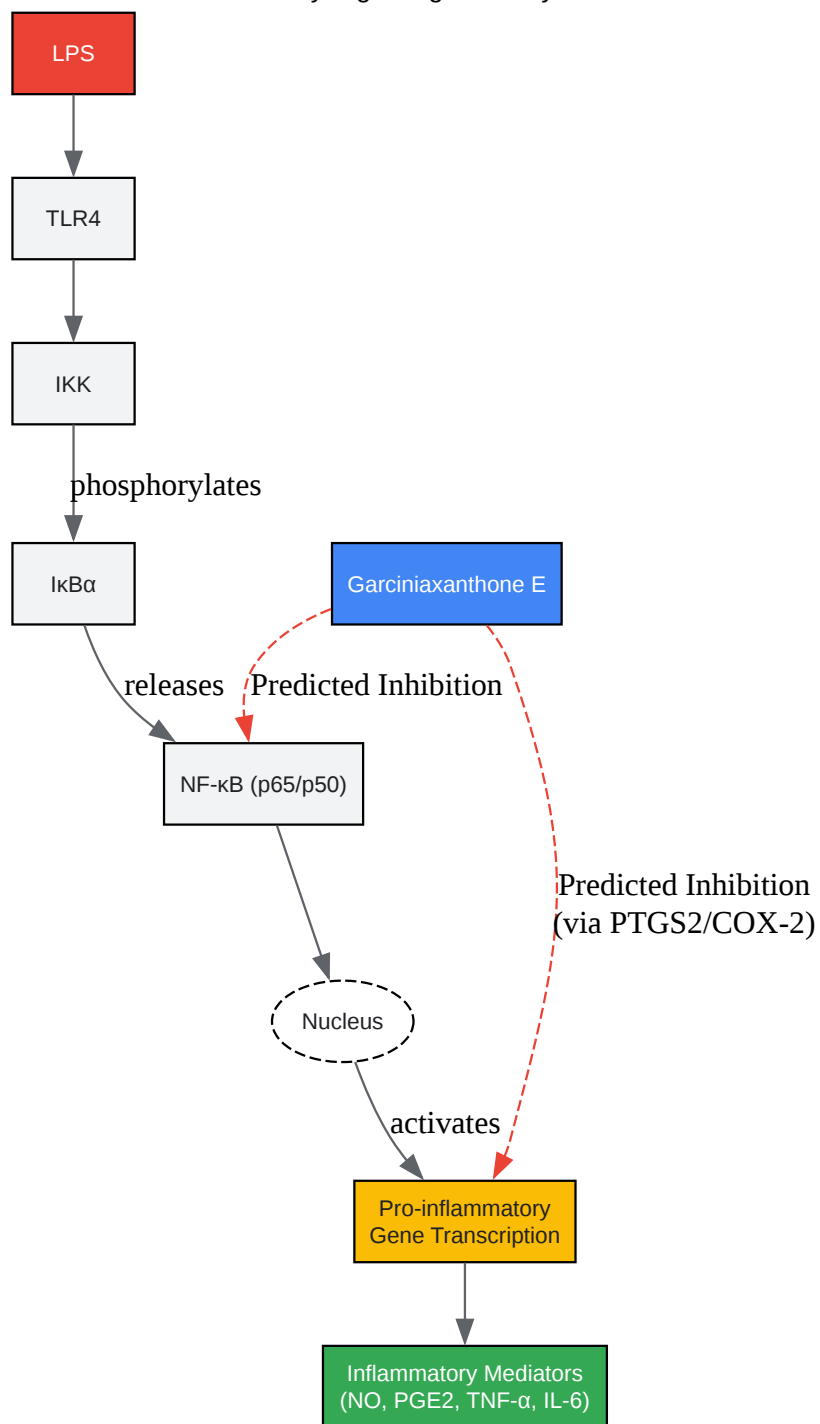 LPS
TLR4
IKK
phosphorylates
IκBα
Garciniaxanthone E
releases
Predicted Inhibition
NF-κB (p65/p50)
Predicted Inhibition
(via PTGS2/COX-2)
Nucleus
activates
Pro-inflammatory
Gene Transcription
Inflammatory Mediators
(NO, PGE2, TNF-α, IL-6)